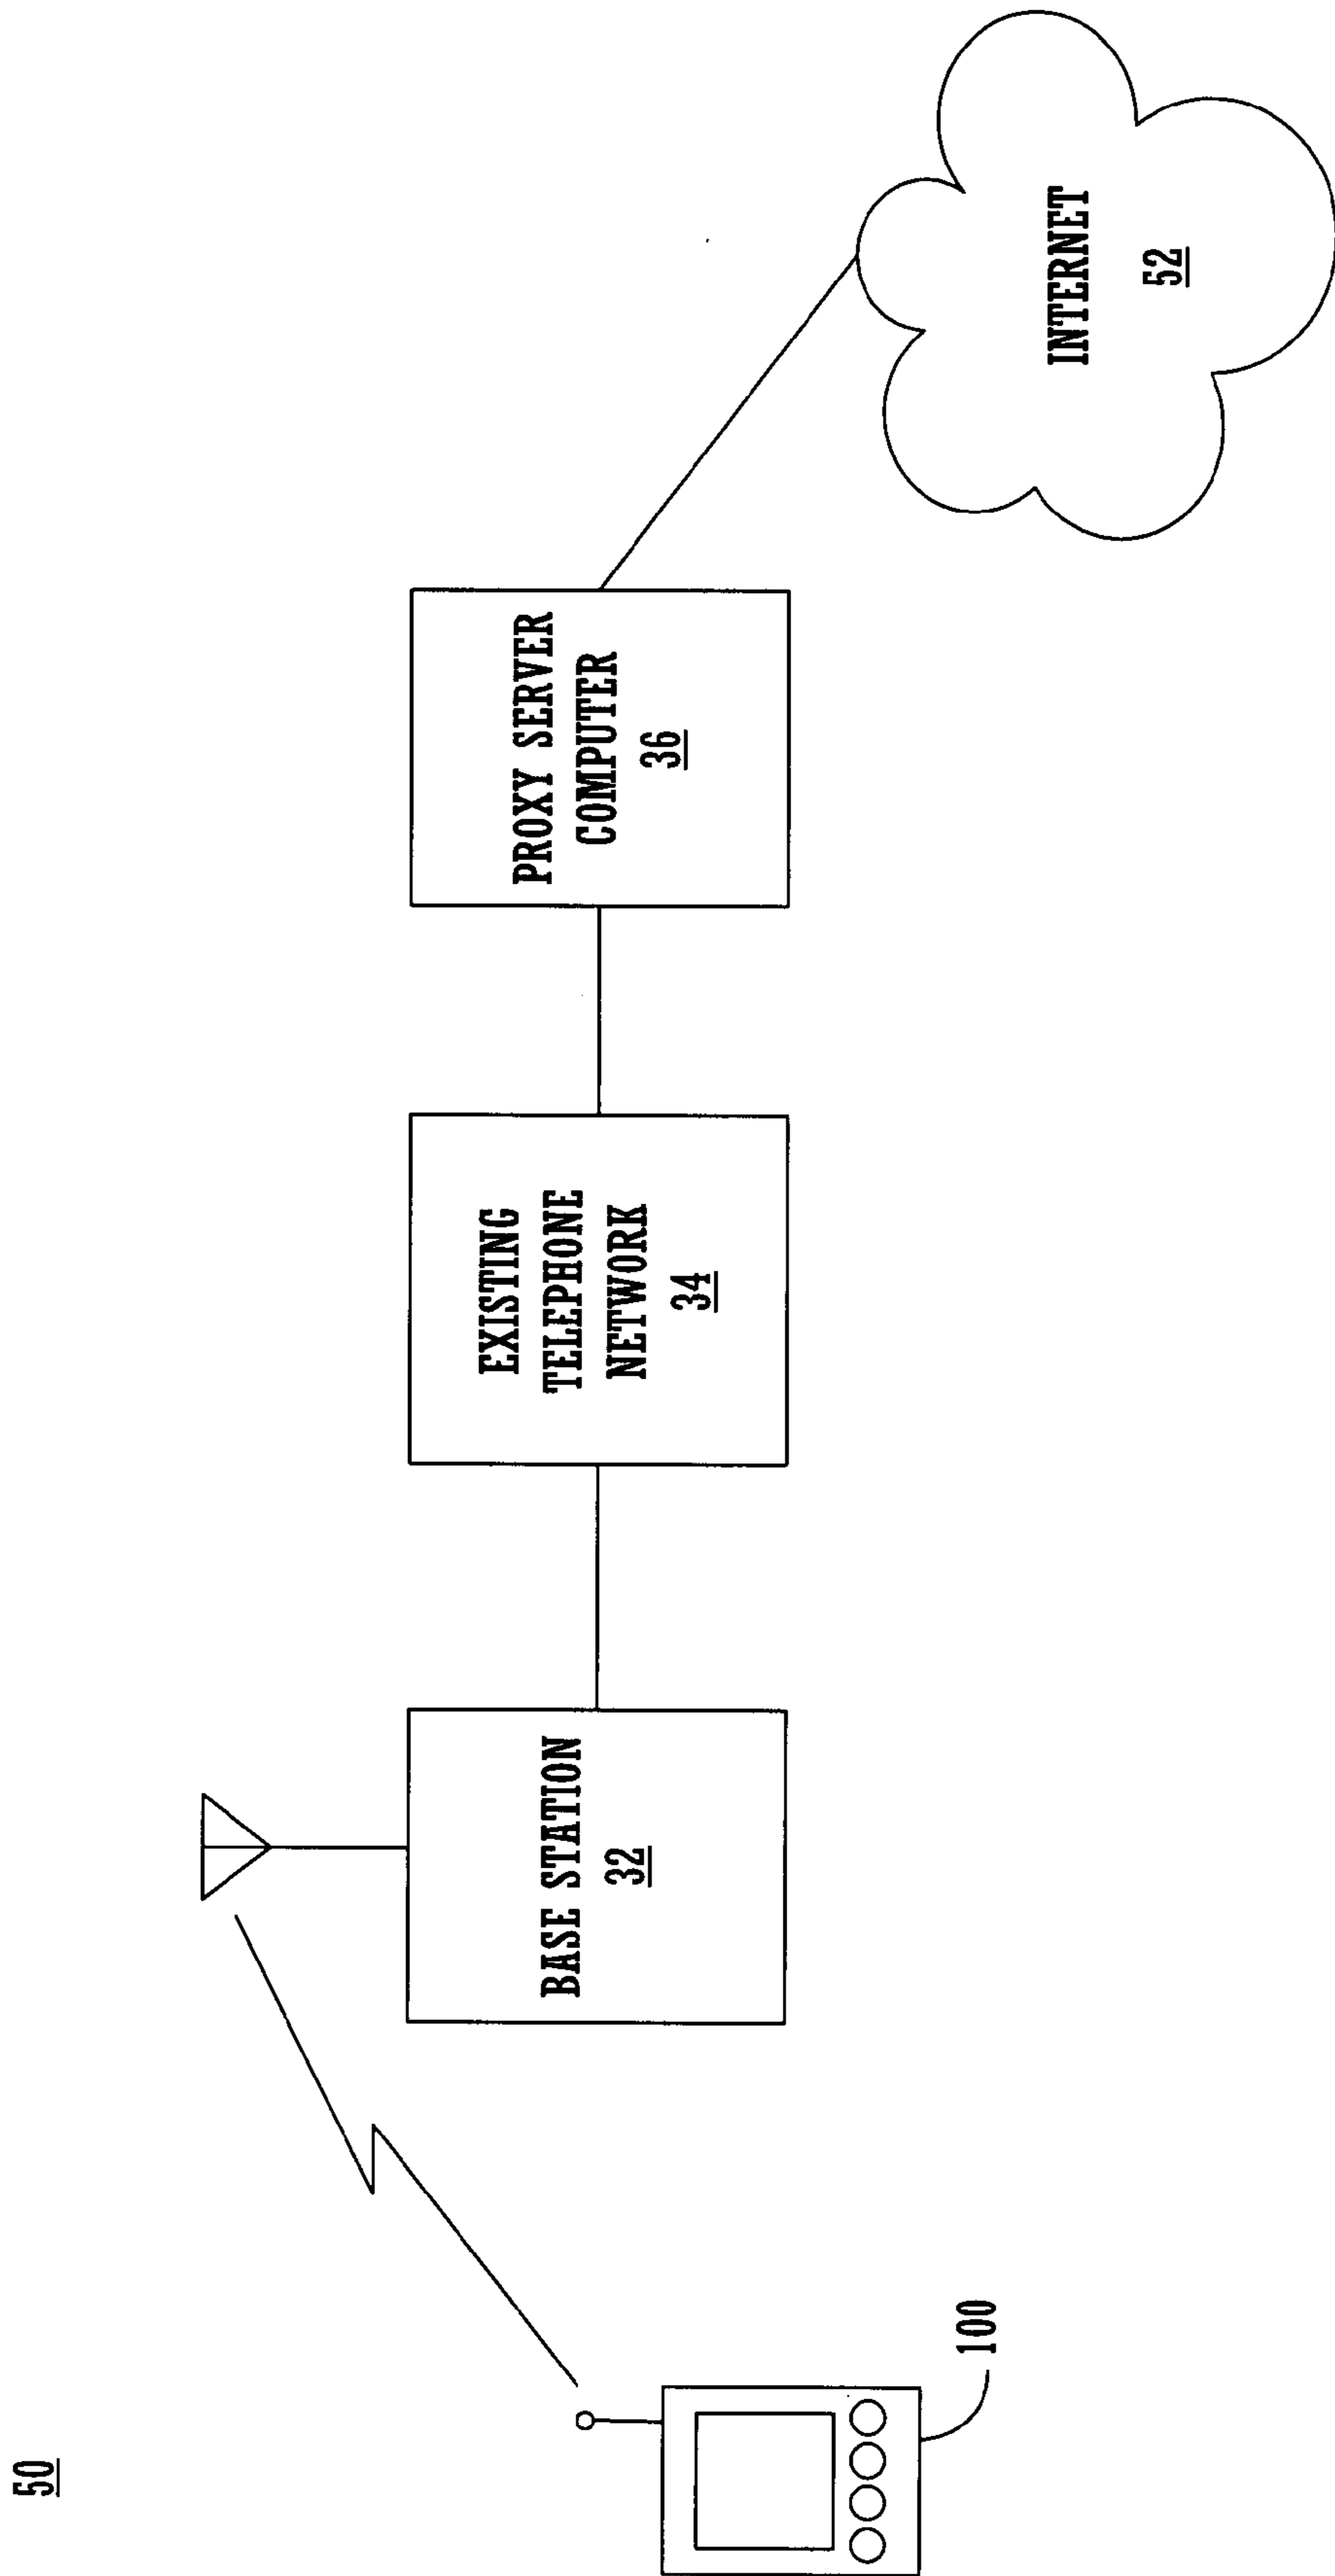 50
BASE STATION
32
EXISTING
TELEPHONE
NETWORK
34
PROXY SERVER
COMPUTER
36
INTERNET
52
100